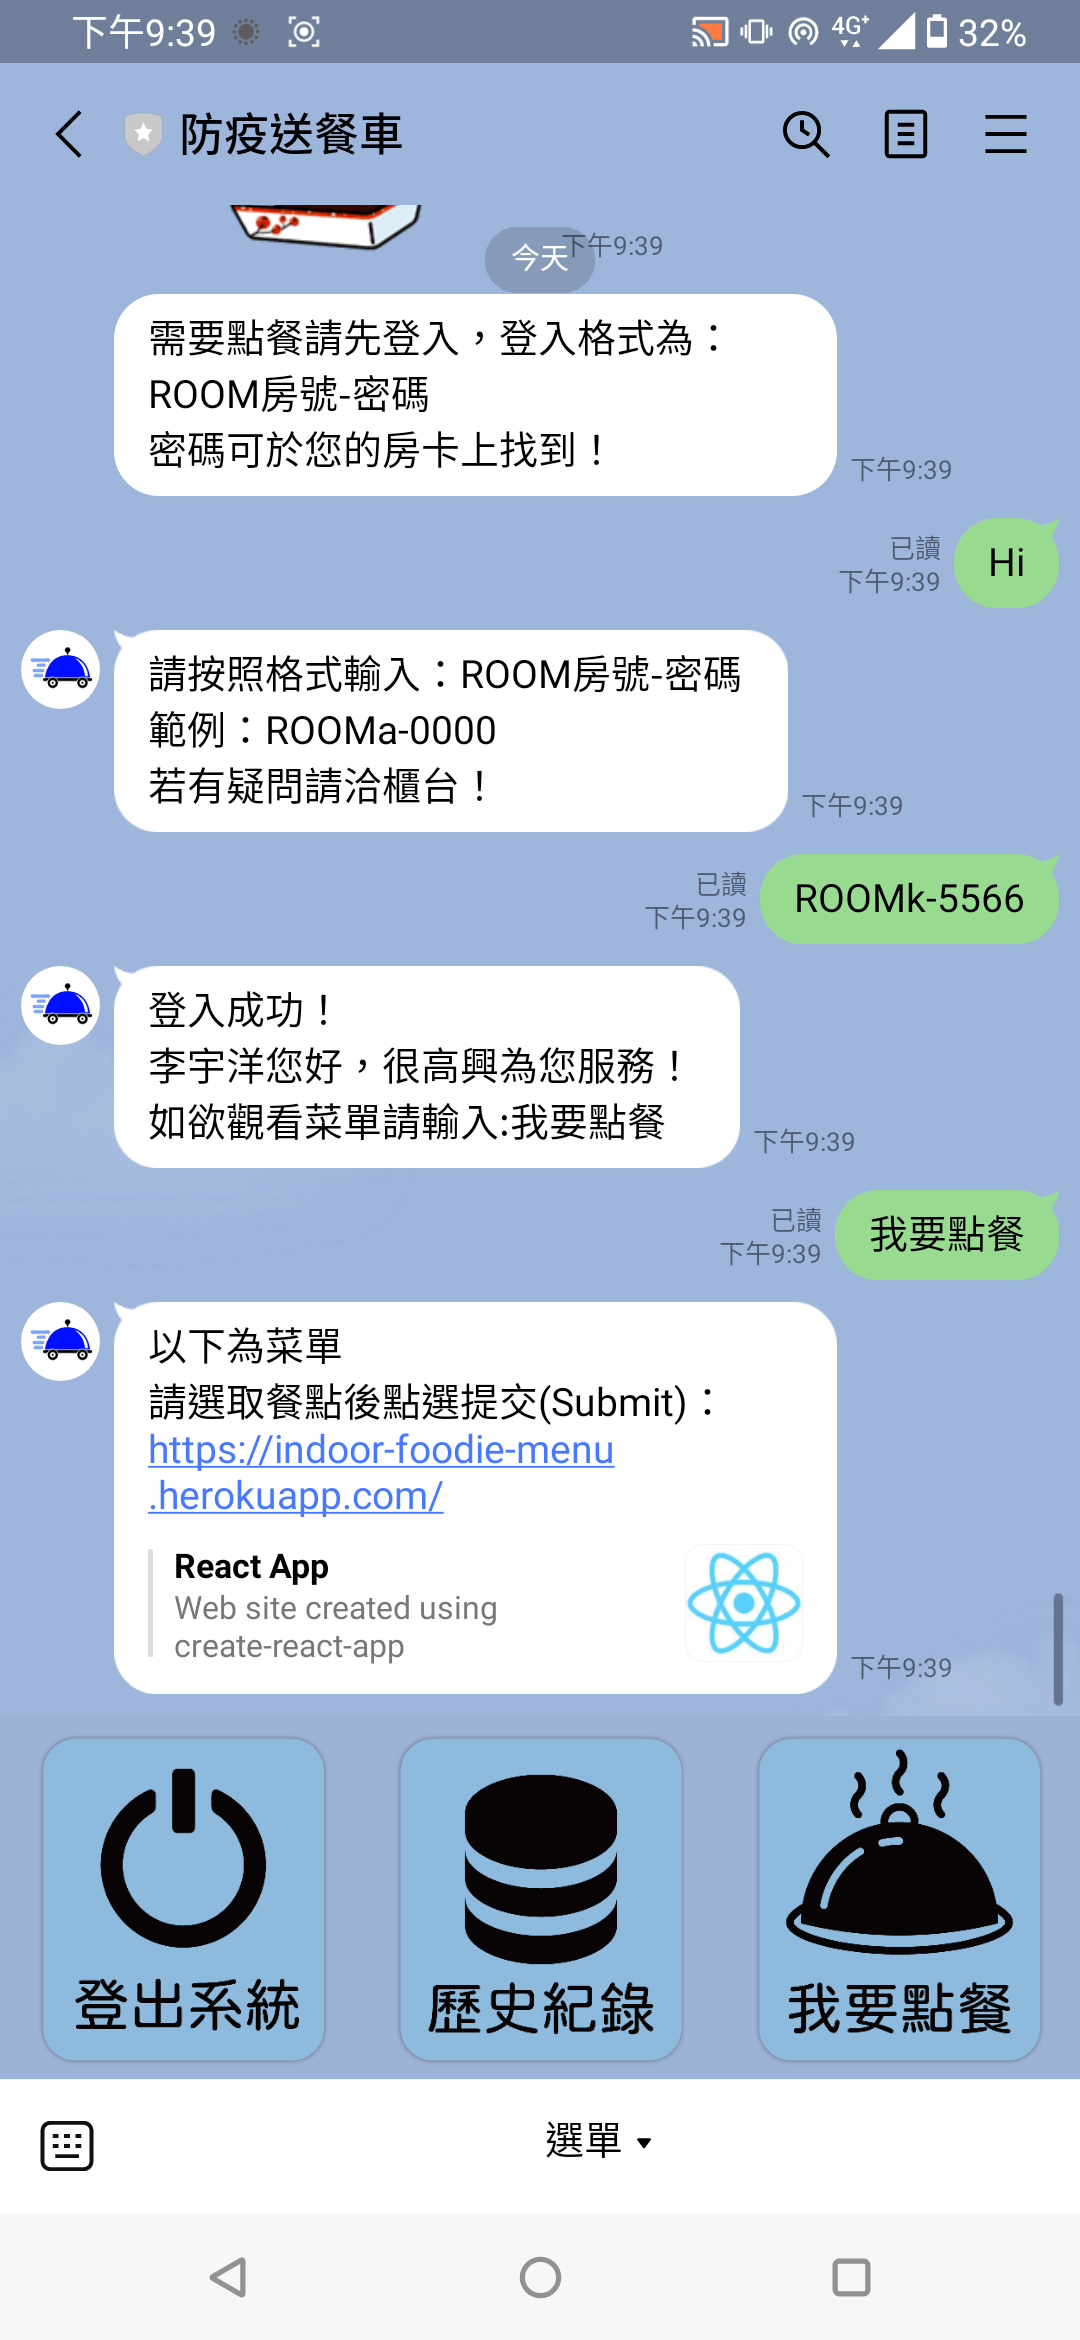 下午9:39
4G+
32%
防疫送餐車
下午9:39
今天
需要點餐請先登入，登入格式為：
ROOM房號-密碼
密碼可於您的房卡上找到！
下午9:39
已讀
下午9:39
Hi
請按照格式輸入：ROOM房號-密碼
範例：ROOMa-0000
若有疑問請洽櫃台！
下午9:39
已讀
下午9:39
ROOMk-5566
登入成功！
李宇洋您好，很高興為您服務！
如欲觀看菜單請輸入:我要點餐
下午9:39
已讀
下午9:39
我要點餐
以下為菜單
請選取餐點後點選提交(Submit)：
https://indoor-foodie-menu
.herokuapp.com/
React App
Web site created using
create-react-app
下午9:39
登出系統
歷史紀錄
我要點餐
選單